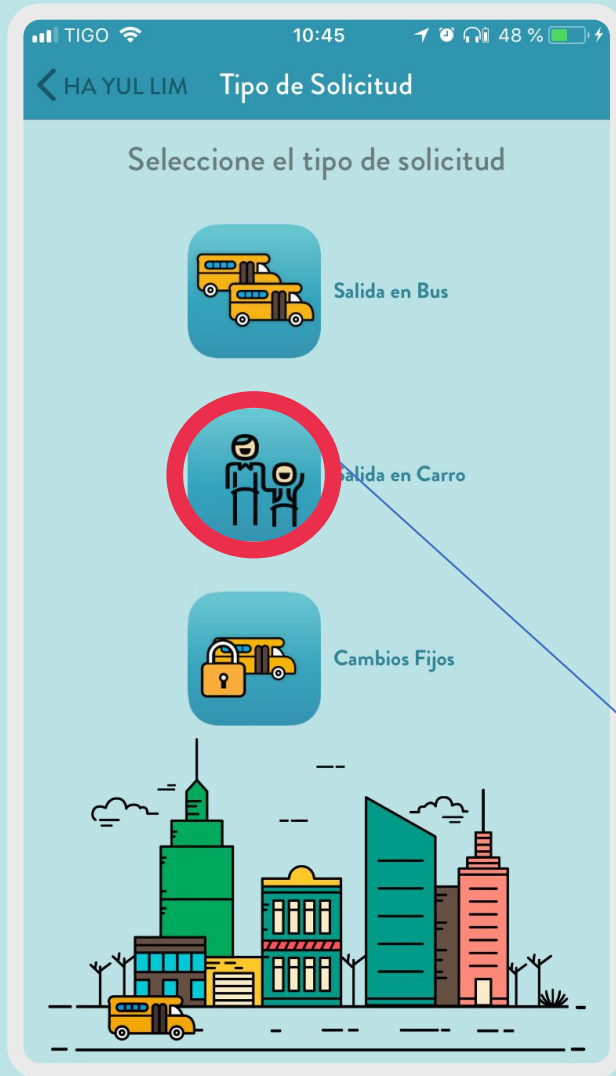 TIGO 10:45 48 %
HA YUL LIM Tipo de Solicitud
Seleccione el tipo de solicitud
Salida en Bus
Salida en Carro
Cambios Fijos